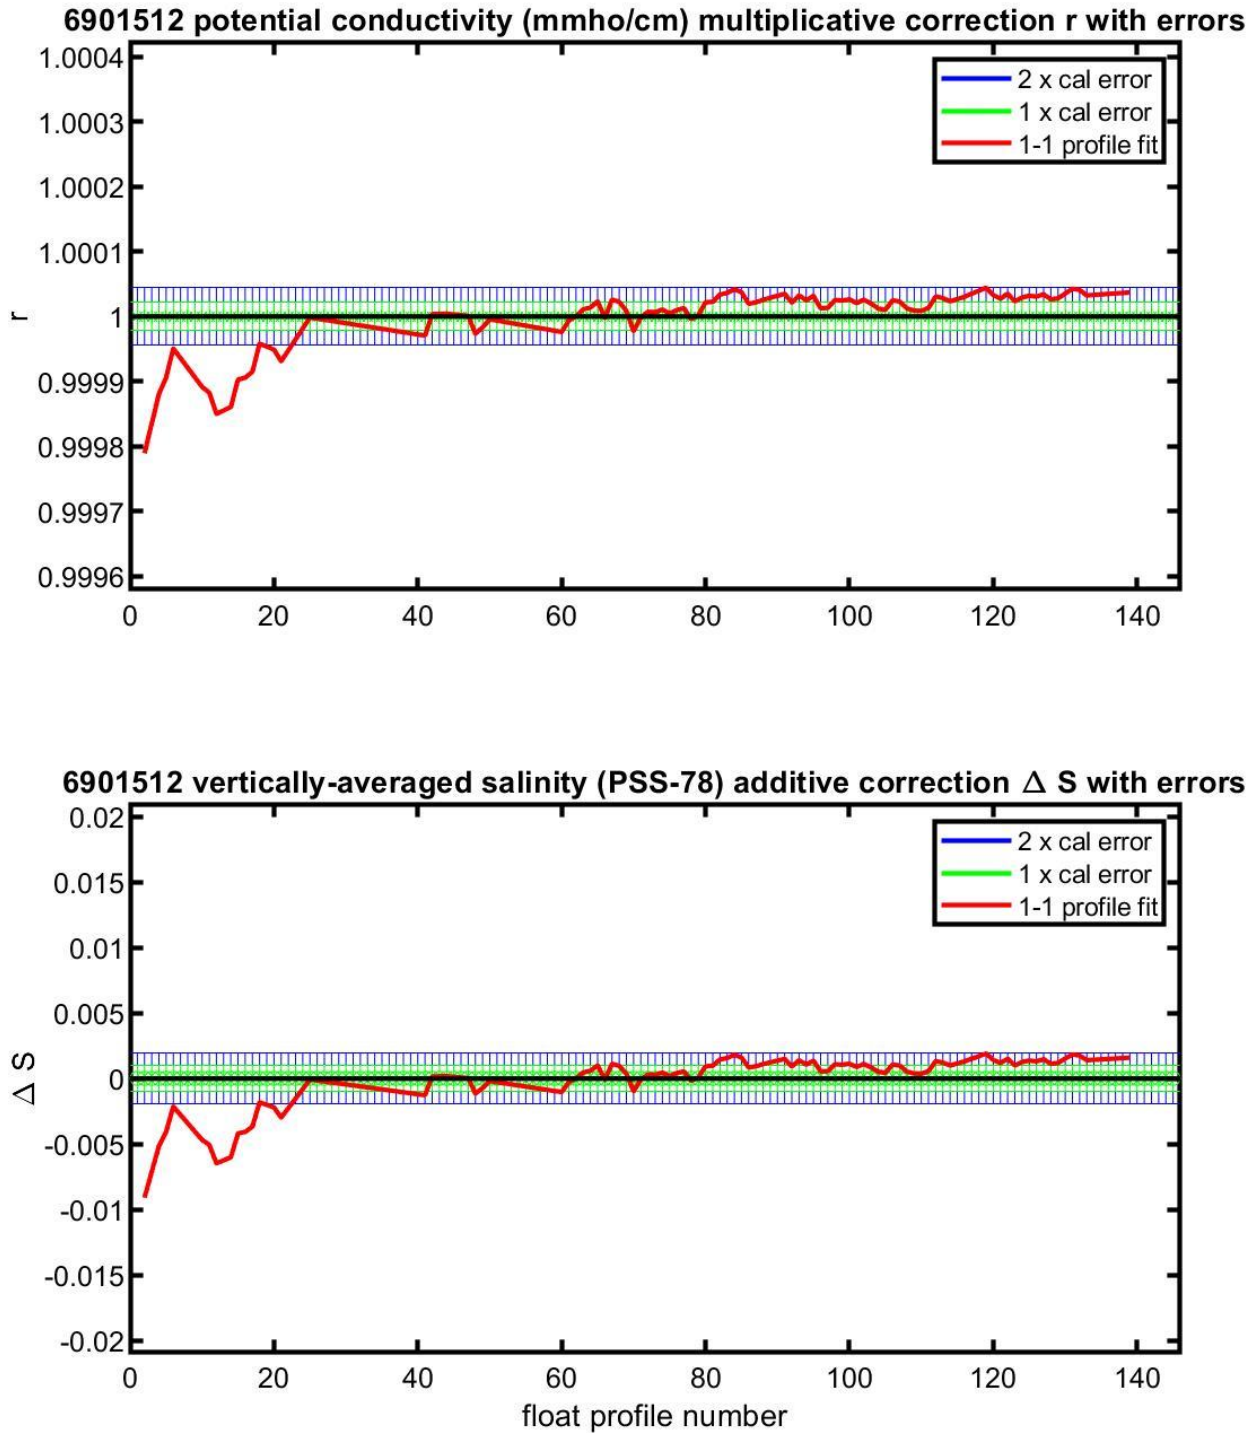 6901512 potential conductivity (mmho/cm) multiplicative correction r with errors
1.0004
1.0003
1.0002
1.0001
1
0.9999
0.9998
0.9997
0.9996
r
2 x cal error
1 x cal error
1-1 profile fit
0 20 40 60 80 100 120 140
6901512 vertically-averaged salinity (PSS-78) additive correction Δ S with errors
0.02
0.015
0.01
0.005
0
-0.005
-0.01
-0.015
-0.02
Δ S
2 x cal error
1 x cal error
1-1 profile fit
0 20 40 60 80 100 120 140
float profile number